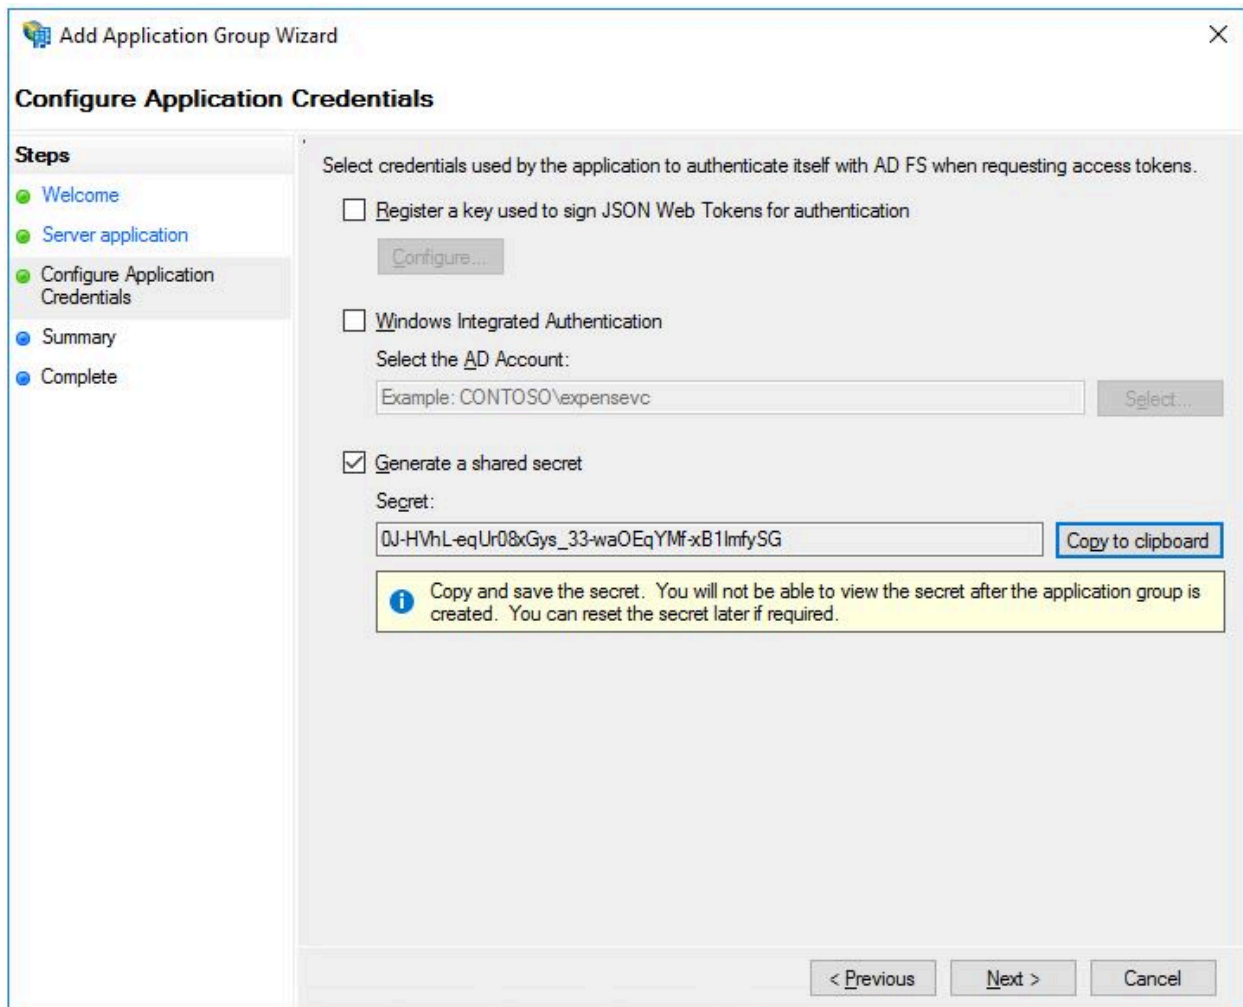 Add Application Group Wizard
Configure Application Credentials
Steps
Welcome
Server application
Configure Application
Credentials
Summary
Complete
Select credentials used by the application to authenticate itself with AD FS when requesting access tokens.
Register a key used to sign JSON Web Tokens for authentication
Configure...
Windows Integrated Authentication
Select the AD Account:
Example: CONTOSO\expensevc
Select...
Generate a shared secret
Secret:
0J-HVhL-eqUr08xGys_33-waOEqYMf-xB1ImfySG
Copy to clipboard
Copy and save the secret.  You will not be able to view the secret after the application group is
created.  You can reset the secret later if required.
< Previous
Next >
Cancel